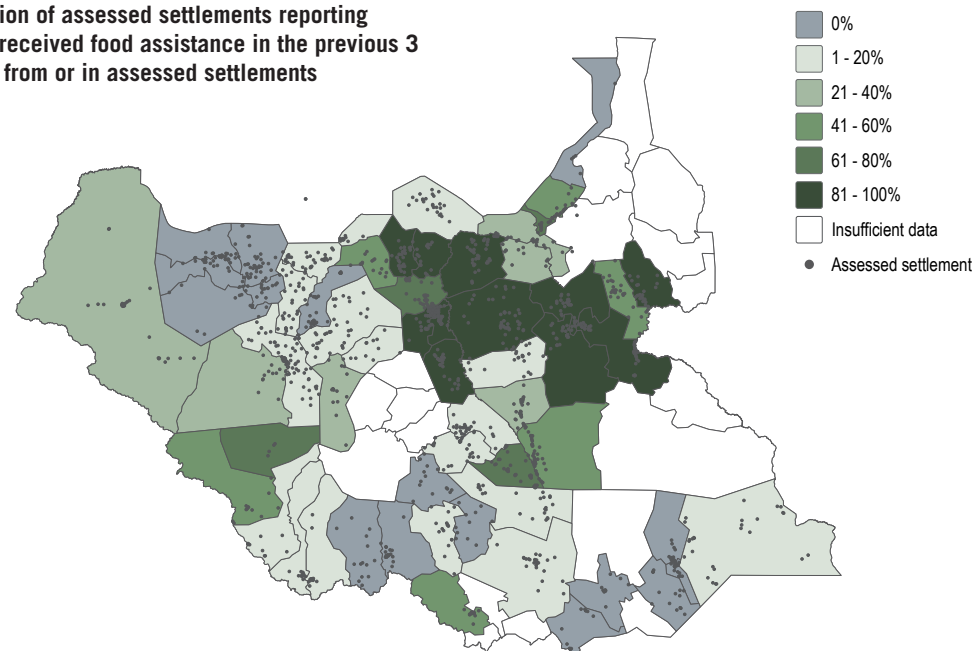 ion of assessed settlements reporting
received food assistance in the previous 3
from or in assessed settlements
0%
1 - 20%
21 - 40%
41 - 60%
61 - 80%
81 - 100%
Insufficient data
Assessed settlement